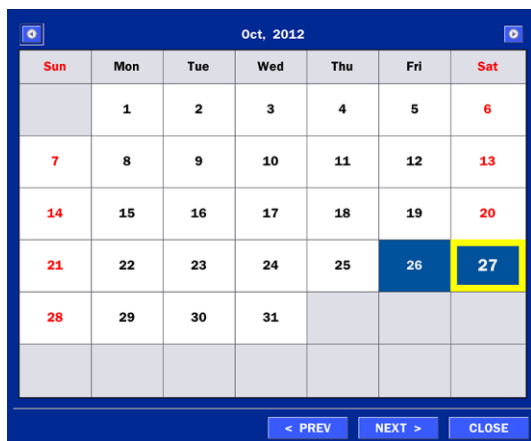 Oct, 2012
Sun Mon Tue Wed Thu Fri Sat
1 2 3 4 5 6
7 8 9 10 11 12 13
14 15 16 17 18 19 20
21 22 23 24 25 26 27
28 29 30 31
< PREV NEXT > CLOSE